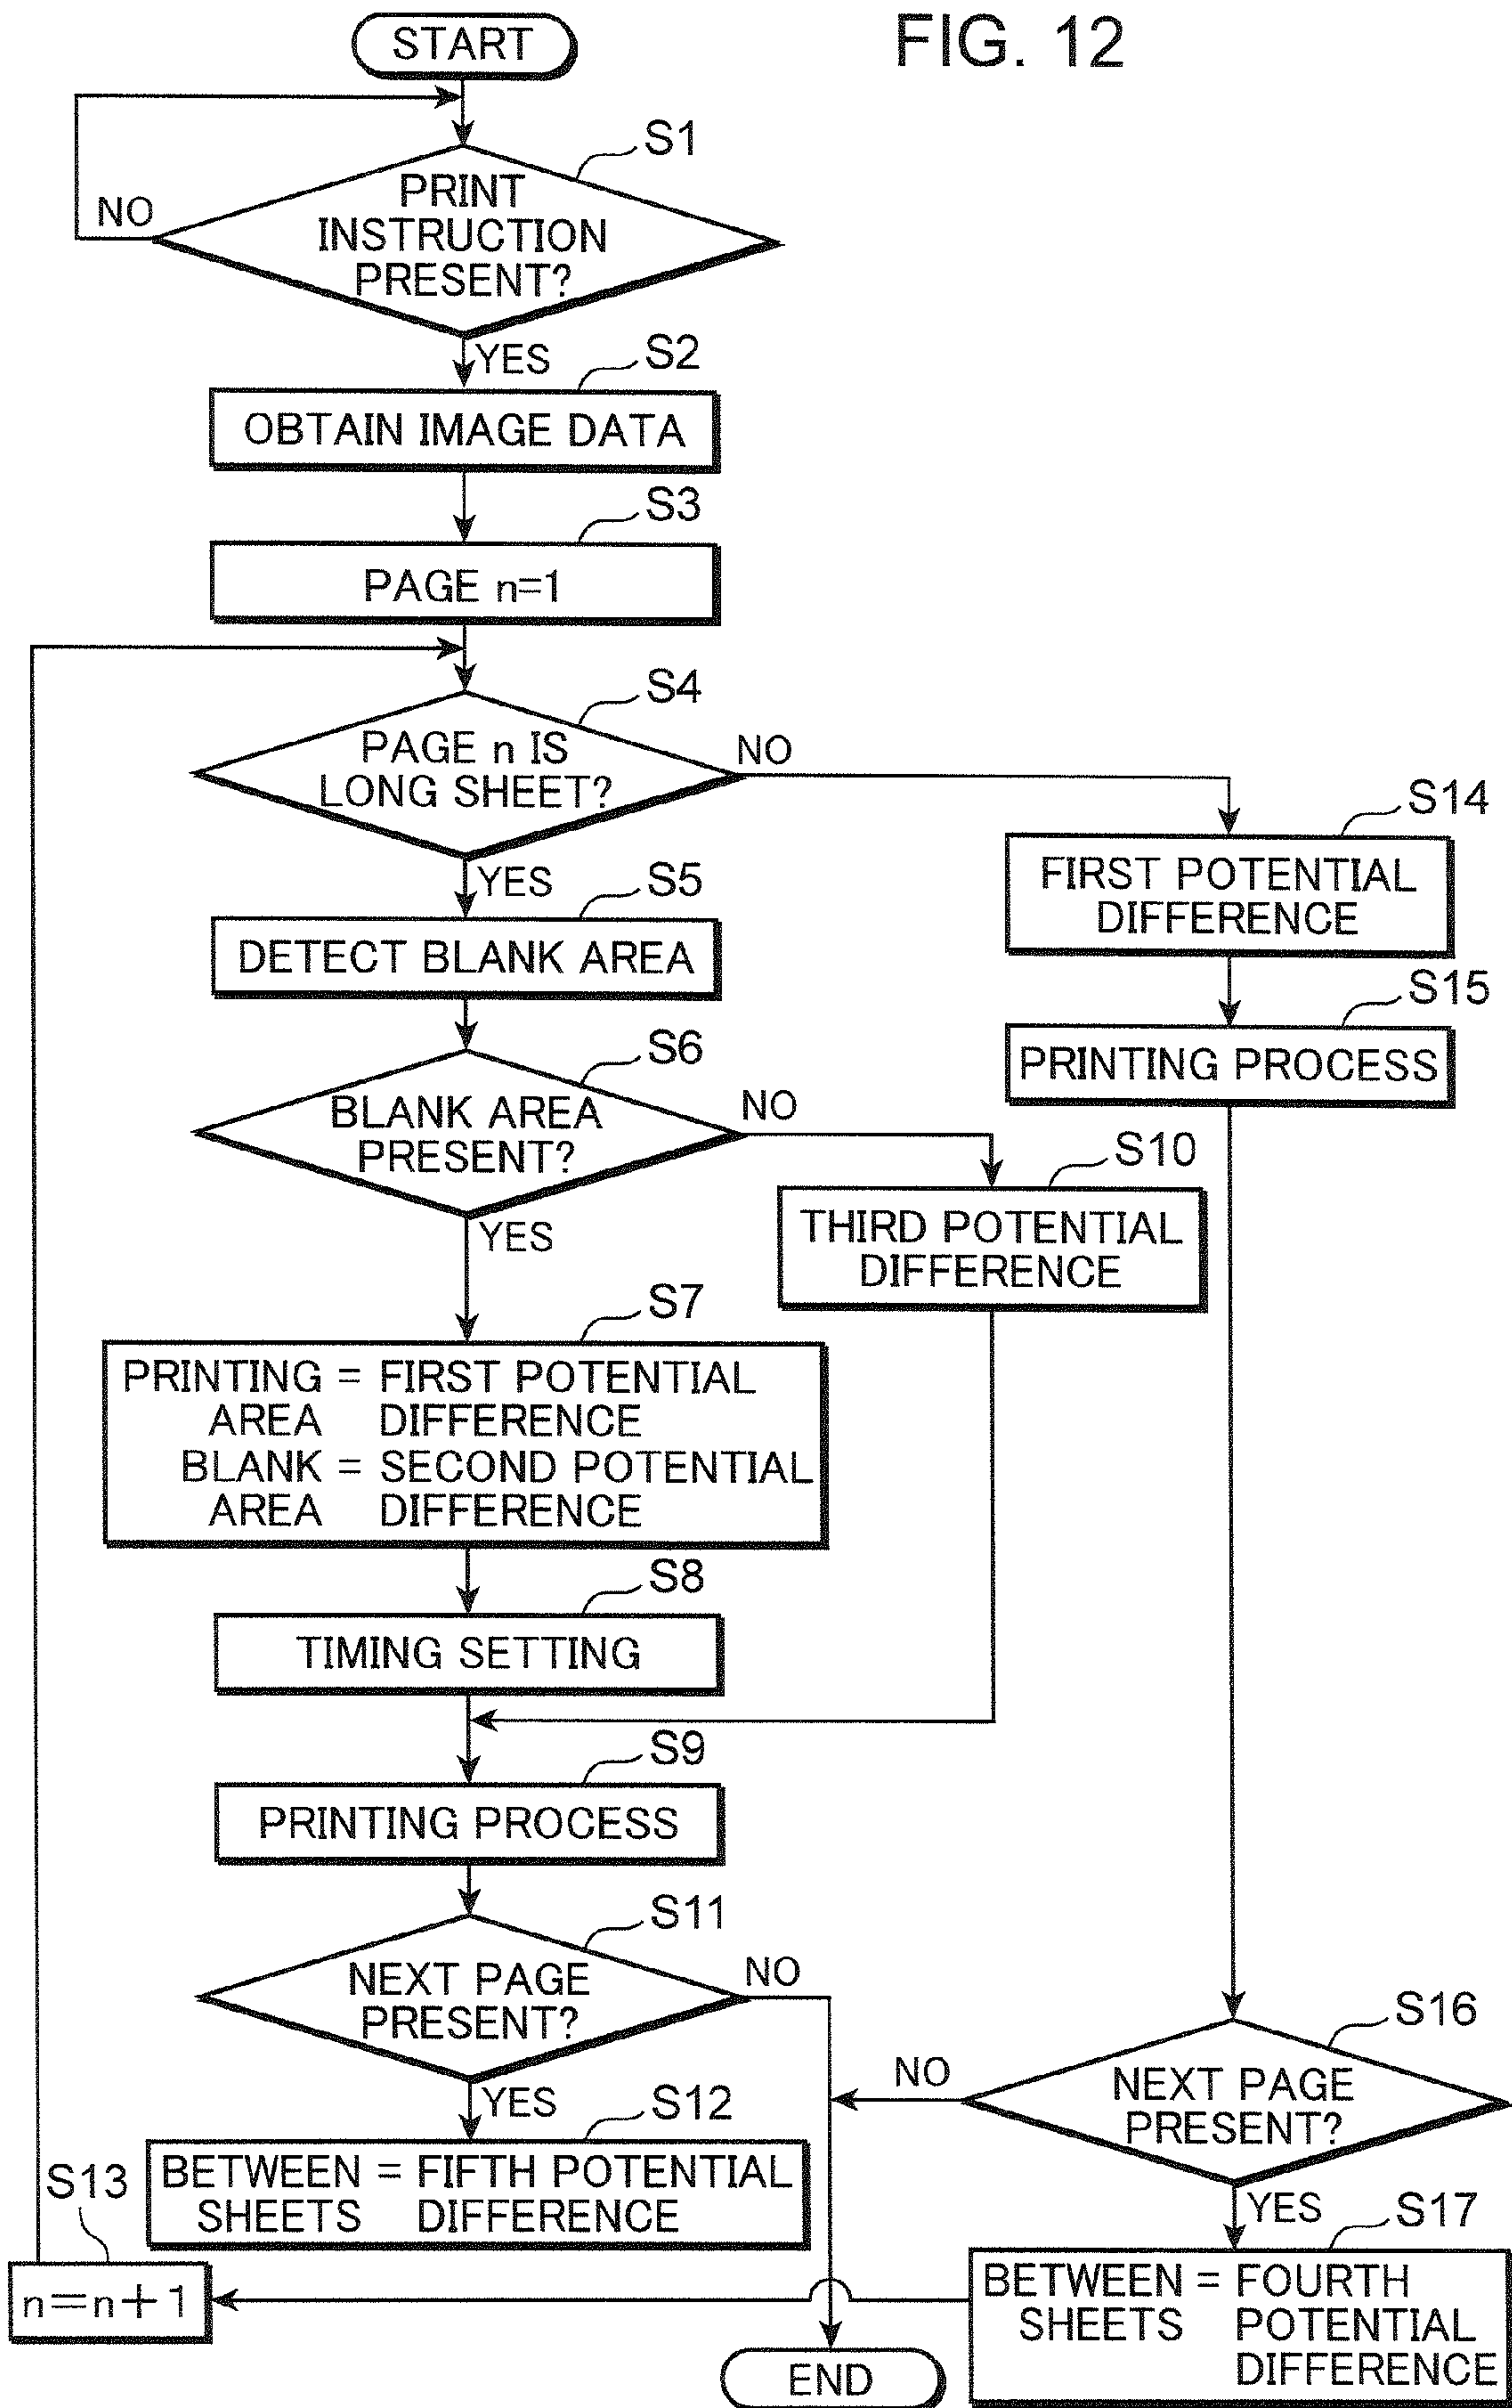 FIG. 12
START
S1
PRINT
INSTRUCTION
PRESENT?
NO
YES
S2
OBTAIN IMAGE DATA
S3
PAGE n=1
S4
PAGE n IS
LONG SHEET?
NO
YES
S14
FIRST POTENTIAL
DIFFERENCE
S5
DETECT BLANK AREA
S15
PRINTING PROCESS
S6
BLANK AREA
PRESENT?
NO
YES
S10
THIRD POTENTIAL
DIFFERENCE
S7
PRINTING = FIRST POTENTIAL
AREA DIFFERENCE
BLANK = SECOND POTENTIAL
AREA DIFFERENCE
S8
TIMING SETTING
S9
PRINTING PROCESS
S11
NEXT PAGE
PRESENT?
NO
YES
S16
NEXT PAGE
PRESENT?
NO
YES
S12
BETWEEN = FIFTH POTENTIAL
SHEETS DIFFERENCE
S13
n=n+1
S17
BETWEEN = FOURTH
SHEETS POTENTIAL
DIFFERENCE
END